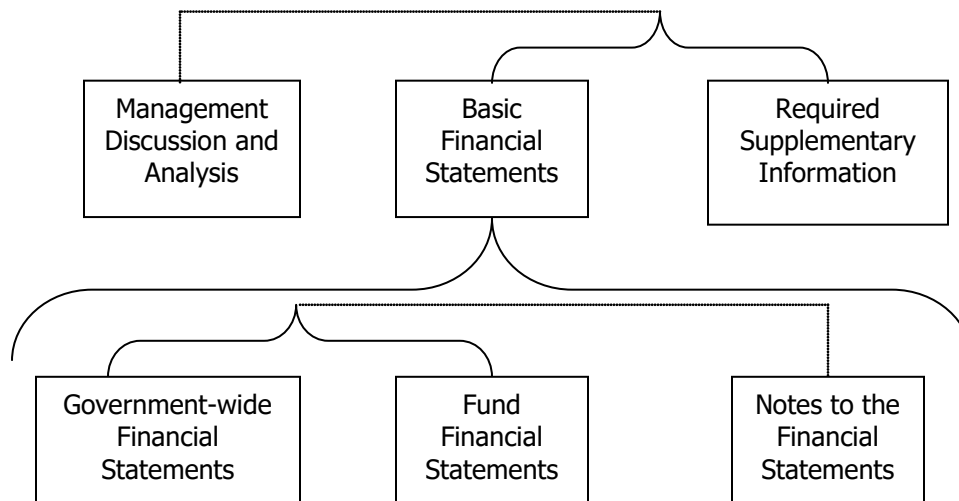 Management
Discussion and
Analysis
Basic
Financial
Statements
Required
Supplementary
Information
Government-wide
Financial
Statements
Fund
Financial
Statements
Notes to the
Financial
Statements